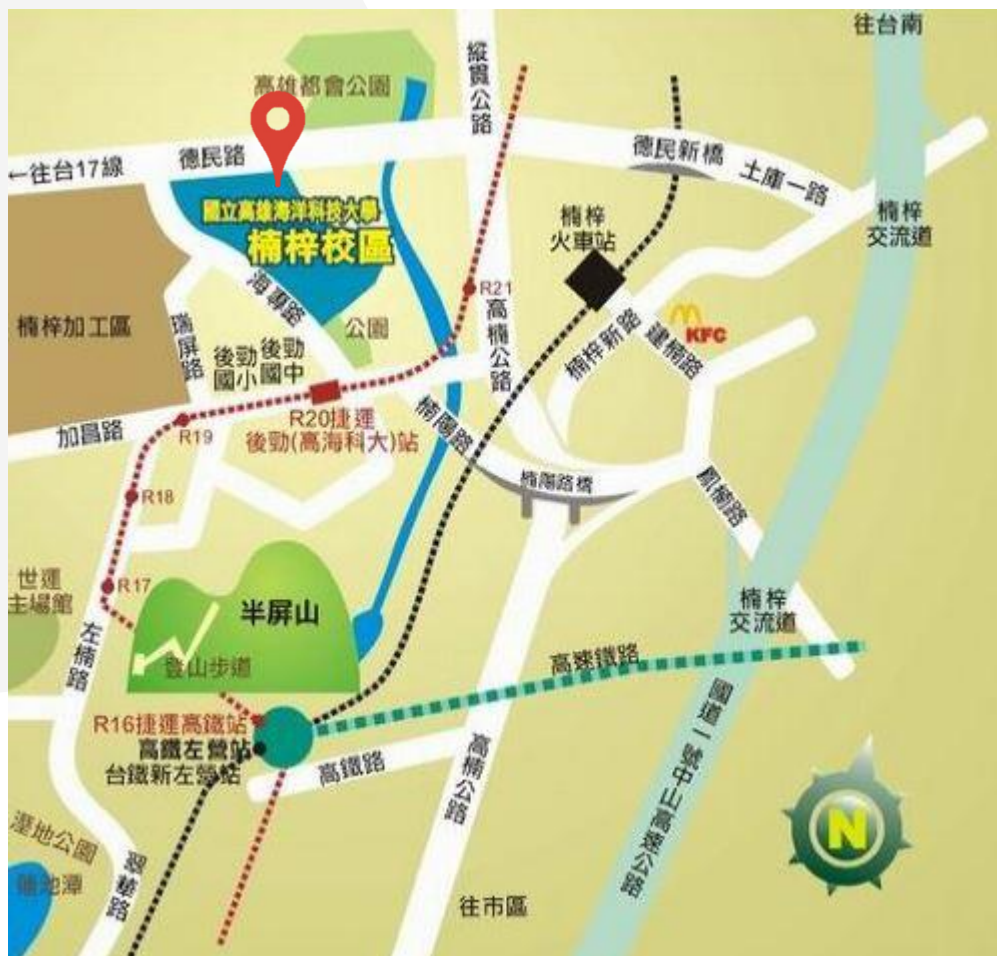 往台南
縱貫公路
高雄都會公園
德民路
←往台17線
德民新橋
土庫一路
國立高雄海洋科技大學
楠梓校區
楠梓
火車站
楠梓
交流道
R21
海專路
公園
高楠公路
KFC
楠梓加工區
瑞屏路
後勁
國小
後勁
國中
楠梓新路
建楠路
R20捷運
後勁(高海科大)站
加昌路
R19
楠陽路
楠陽路橋
鳳楠路
R18
R17
世運
主場館
半屏山
楠梓
交流道
左楠路
登山步道
高速鐵路
R16捷運高鐵站
高鐵左營站
台鐵新左營站
高鐵路
高楠公路
國道一號中山高速公路
N
溼地公園
翠華路
往市區